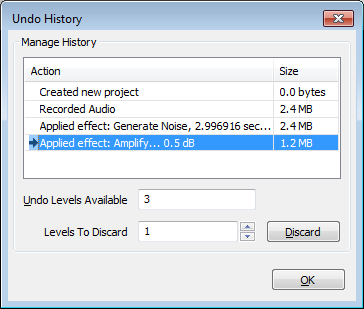 Undo History
Manage History
Action Size
Created new project 0.0 bytes
Recorded Audio 2.4 MB
Applied effect: Generate Noise, 2.996916 sec... 2.4 MB
Applied effect: Amplify... 0.5 dB 1.2 MB
Undo Levels Available 3
Levels To Discard 1 Discard
OK